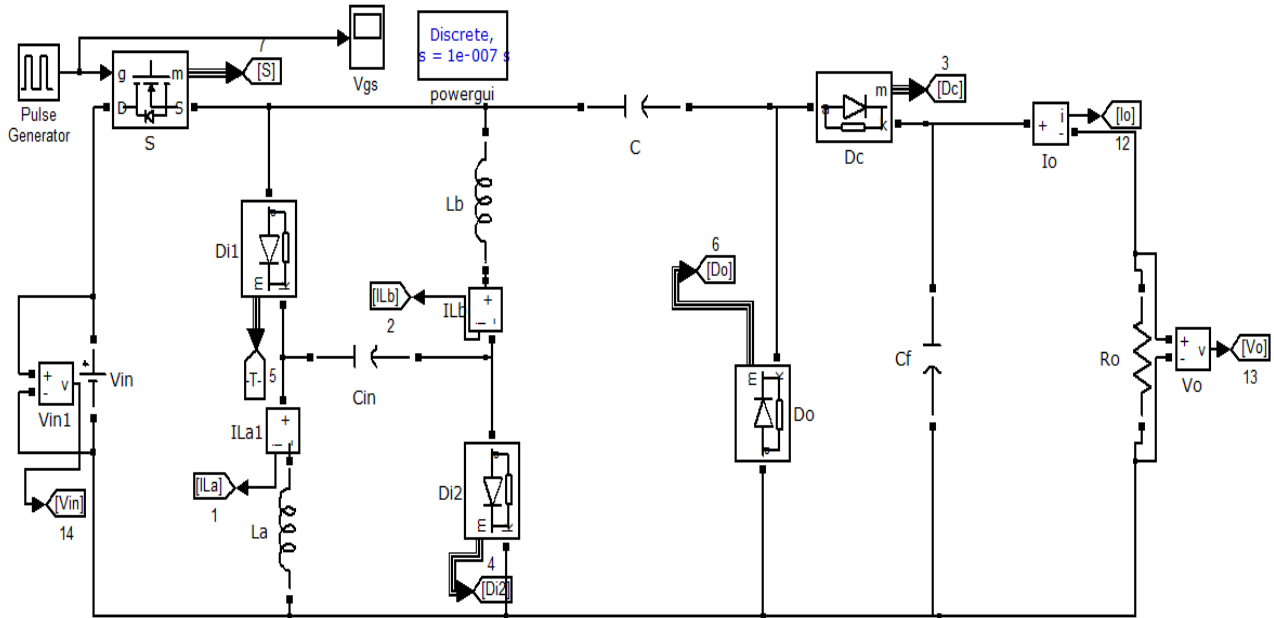 Discrete,
s = 1e-007 s
powergui
Vgs
7
[S]
g
m
D
S
S
Pulse
Generator
C
m
a
k
Dc
3
[Dc]
+
i
-
Io
[Io]
12
Di1
m
k
Lb
[ILb]
2
+
i
-
ILb
6
[Do]
-T-
5
Cin
+
v
-
Vin1
+
Vin
[Vin]
14
ILa1
+
i
-
[ILa]
1
La
Di2
m
k
4
[Di2]
m
k
Do
Cf
Ro
+
-
v
Vo
[Vo]
13